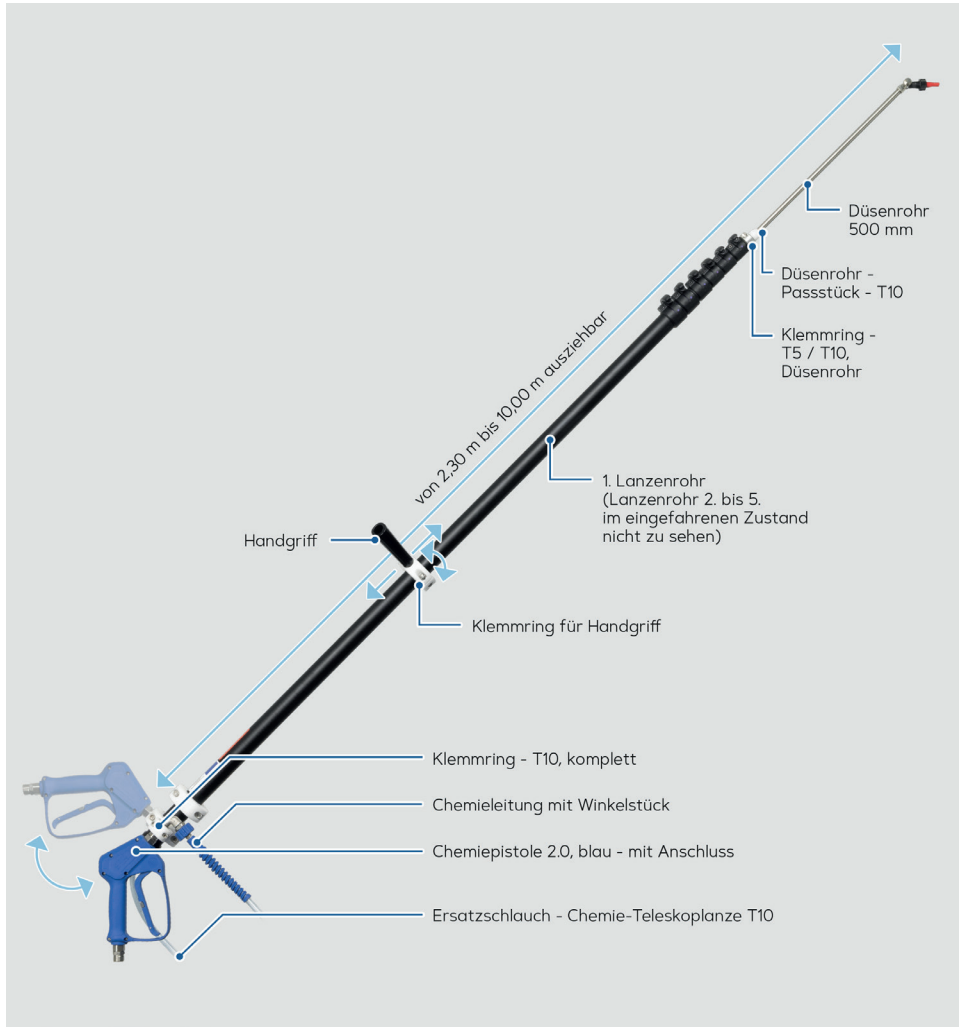 Düsenrohr
500 mm
Düsenrohr -
Passstück - T10
Klemmring -
T5 / T10,
Düsenrohr
von 2,30 m bis 10,00 m ausziehbar
1. Lanzenrohr
(Lanzenrohr 2. bis 5.
im eingefahrenen Zustand
nicht zu sehen)
Handgriff
Klemmring für Handgriff
Klemmring - T10, komplett
Chemieleitung mit Winkelstück
Chemiepistole 2.0, blau - mit Anschluss
Ersatzschlauch - Chemie-Teleskoplanze T10